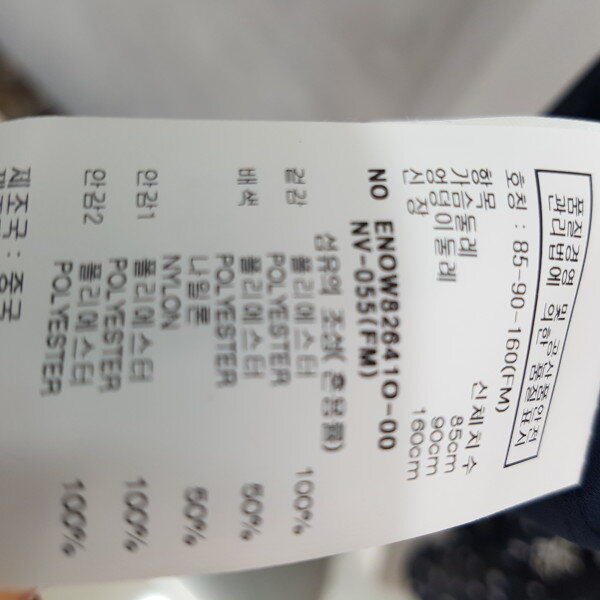 품질경영 및 공산품안전
관리법에 의한 품질표시
호칭 : 85-90-160(FM)
항목 신체치수
가슴둘레 85cm
엉덩이둘레 90cm
신장 160cm
NO ENOW82641O-00
NV-055(FM)
섬유의 조성(혼용률)
겉감 폴리에스터 100%
POLYESTER
배색 폴리에스터 50%
POLYESTER
나일론 50%
NYLON
안감1 폴리에스터 100%
POLYESTER
안감2 폴리에스터 100%
POLYESTER
제조국 : 중국